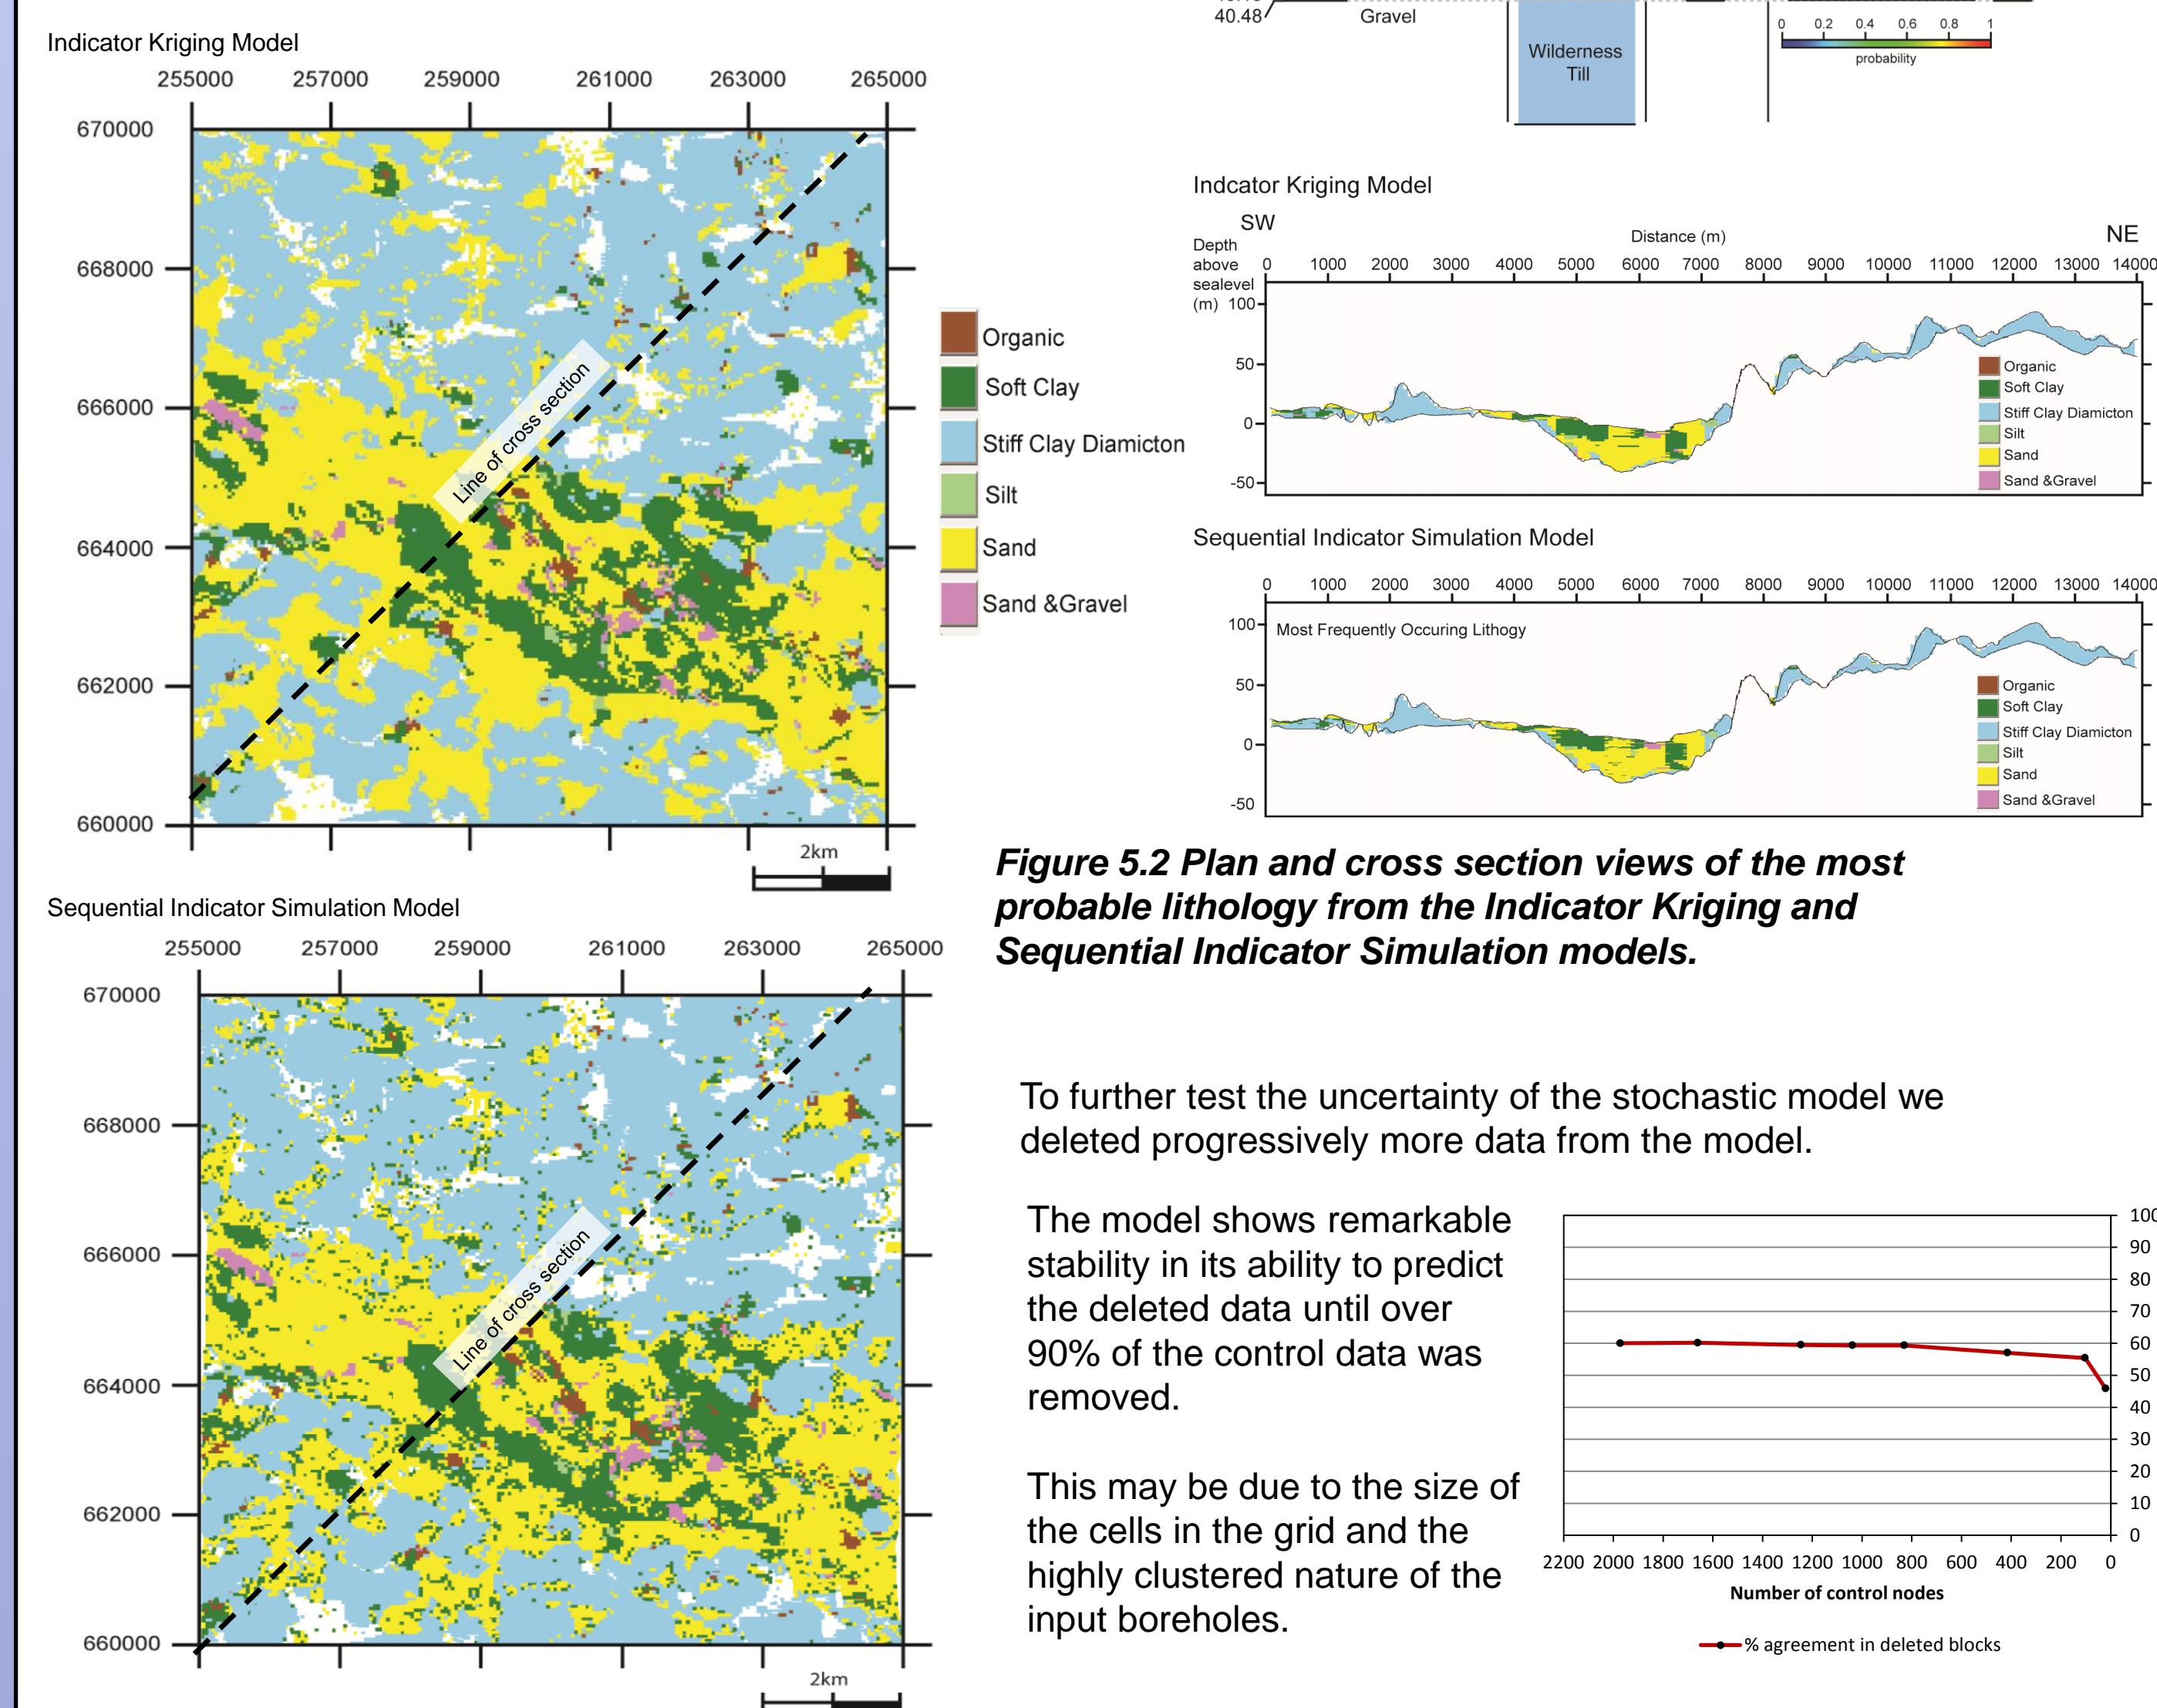 Indicator Kriging Model
255000 257000 259000 261000 263000 265000
670000
668000
666000
664000
662000
660000
Line of cross section
2km
Organic
Soft Clay
Stiff Clay Diamicton
Silt
Sand
Sand &Gravel
Sequential Indicator Simulation Model
255000 257000 259000 261000 263000 265000
670000
668000
666000
664000
662000
660000
Line of cross section
2km
40.48
Gravel
Wilderness
Till
0 0.2 0.4 0.6 0.8 1
probability
Indcator Kriging Model
SW
NE
Distance (m)
Depth
above
sealevel
(m)
0 1000 2000 3000 4000 5000 6000 7000 8000 9000 10000 11000 12000 13000 14000
100
50
0
-50
Organic
Soft Clay
Stiff Clay Diamicton
Silt
Sand
Sand &Gravel
Sequential Indicator Simulation Model
0 1000 2000 3000 4000 5000 6000 7000 8000 9000 10000 11000 12000 13000 14000
Most Frequently Occuring Lithogy
100
50
0
-50
Organic
Soft Clay
Stiff Clay Diamicton
Silt
Sand
Sand &Gravel
Figure 5.2 Plan and cross section views of the most
probable lithology from the Indicator Kriging and
Sequential Indicator Simulation models.
To further test the uncertainty of the stochastic model we
deleted progressively more data from the model.
The model shows remarkable
stability in its ability to predict
the deleted data until over
90% of the control data was
removed.
This may be due to the size of
the cells in the grid and the
highly clustered nature of the
input boreholes.
100
90
80
70
60
50
40
30
20
10
0
2200 2000 1800 1600 1400 1200 1000 800 600 400 200 0
Number of control nodes
% agreement in deleted blocks